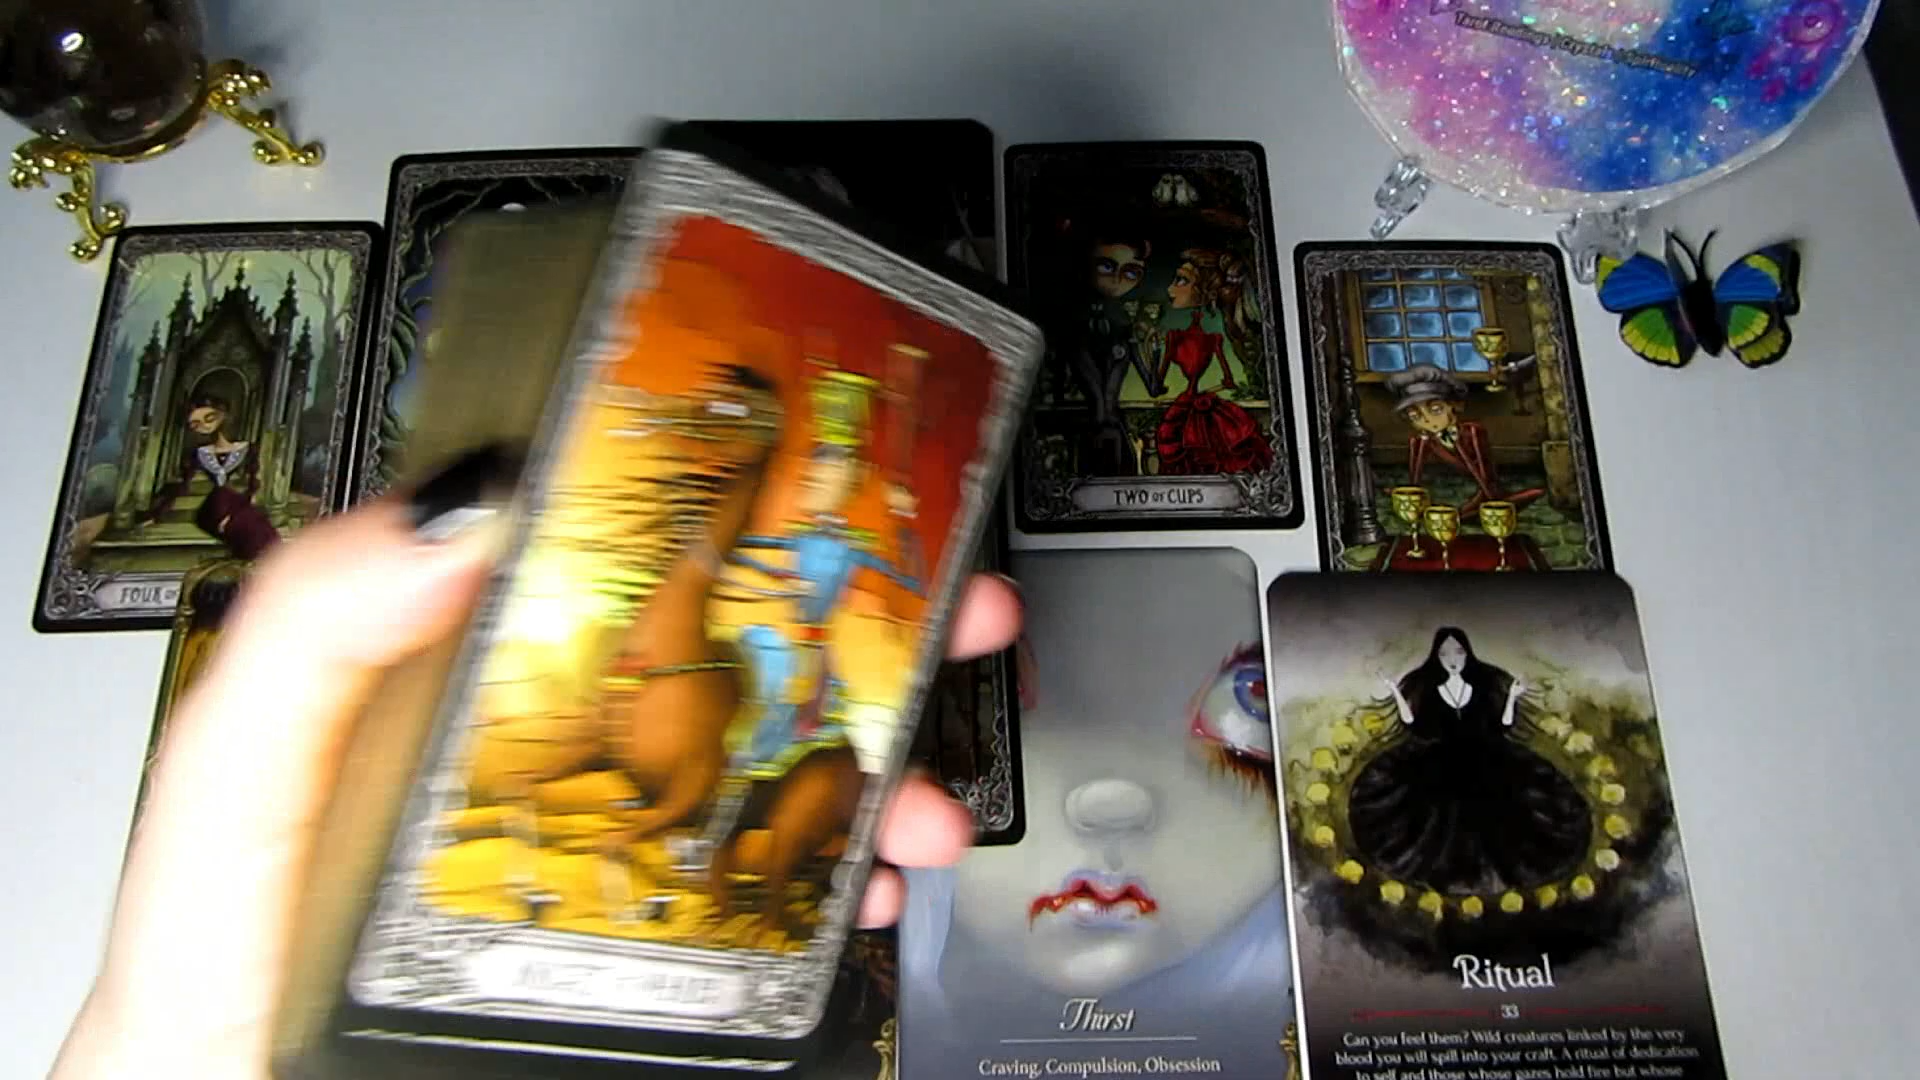 Tarot Readings | Crystals | Spirituality
TWO OF CUPS
FOUR
Thirst
Craving, Compulsion, Obsession
Ritual
33
Can you feel them? Wild creatures linked by the very
blood you will spill into your craft. A ritual of dedication
to self and those whose gazes hold fire but whose